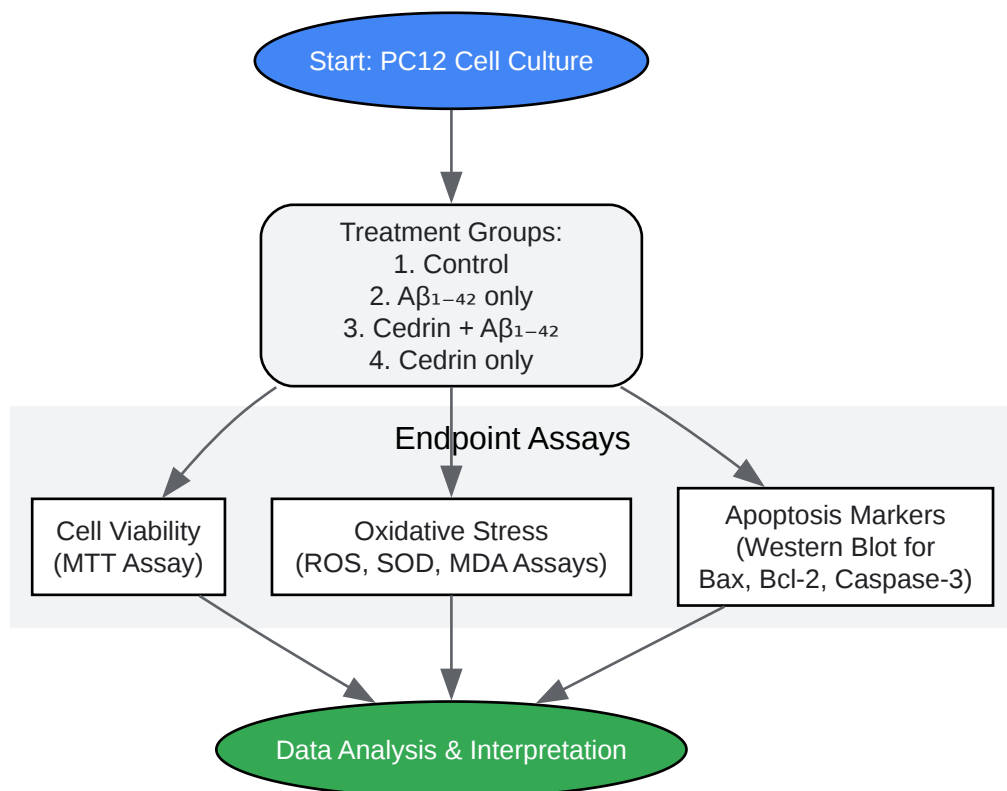 Start: PC12 Cell Culture
Treatment Groups:
1. Control
2. Aβ₁₋₄₂ only
3. Cedrin + Aβ₁₋₄₂
4. Cedrin only
Endpoint Assays
Cell Viability
(MTT Assay)
Oxidative Stress
(ROS, SOD, MDA Assays)
Apoptosis Markers
(Western Blot for
Bax, Bcl-2, Caspase-3)
Data Analysis & Interpretation